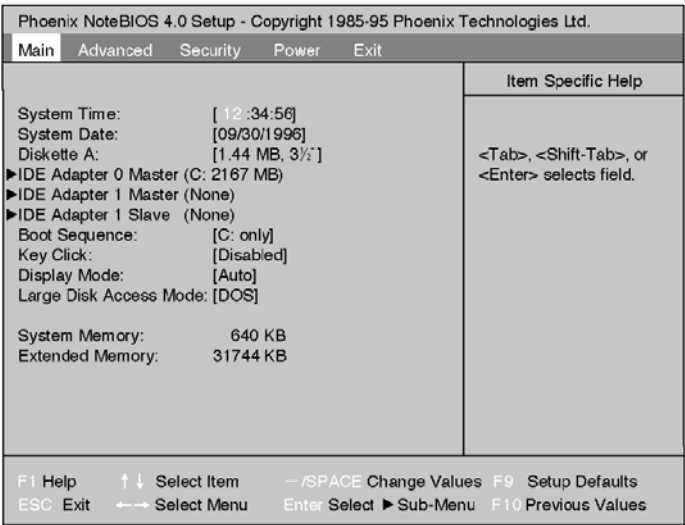 Phoenix NoteBIOS 4.0 Setup - Copyright 1985-95 Phoenix Technologies Ltd.
Main Advanced Security Power Exit
Item Specific Help
System Time: [ 12 :34:56]
System Date: [09/30/1996]
Diskette A: [1.44 MB, 3½"]
<Tab>, <Shift-Tab>, or
►IDE Adapter 0 Master (C: 2167 MB)
<Enter> selects field.
►IDE Adapter 1 Master (None)
►IDE Adapter 1 Slave (None)
Boot Sequence: [C: only]
Key Click: [Disabled]
Display Mode: [Auto]
Large Disk Access Mode: [DOS]
System Memory: 640 KB
Extended Memory: 31744 KB
F1 Help ↑↓ Select Item –/SPACE Change Values F9 Setup Defaults
ESC Exit ←→ Select Menu Enter Select ►Sub-Menu F10 Previous Values